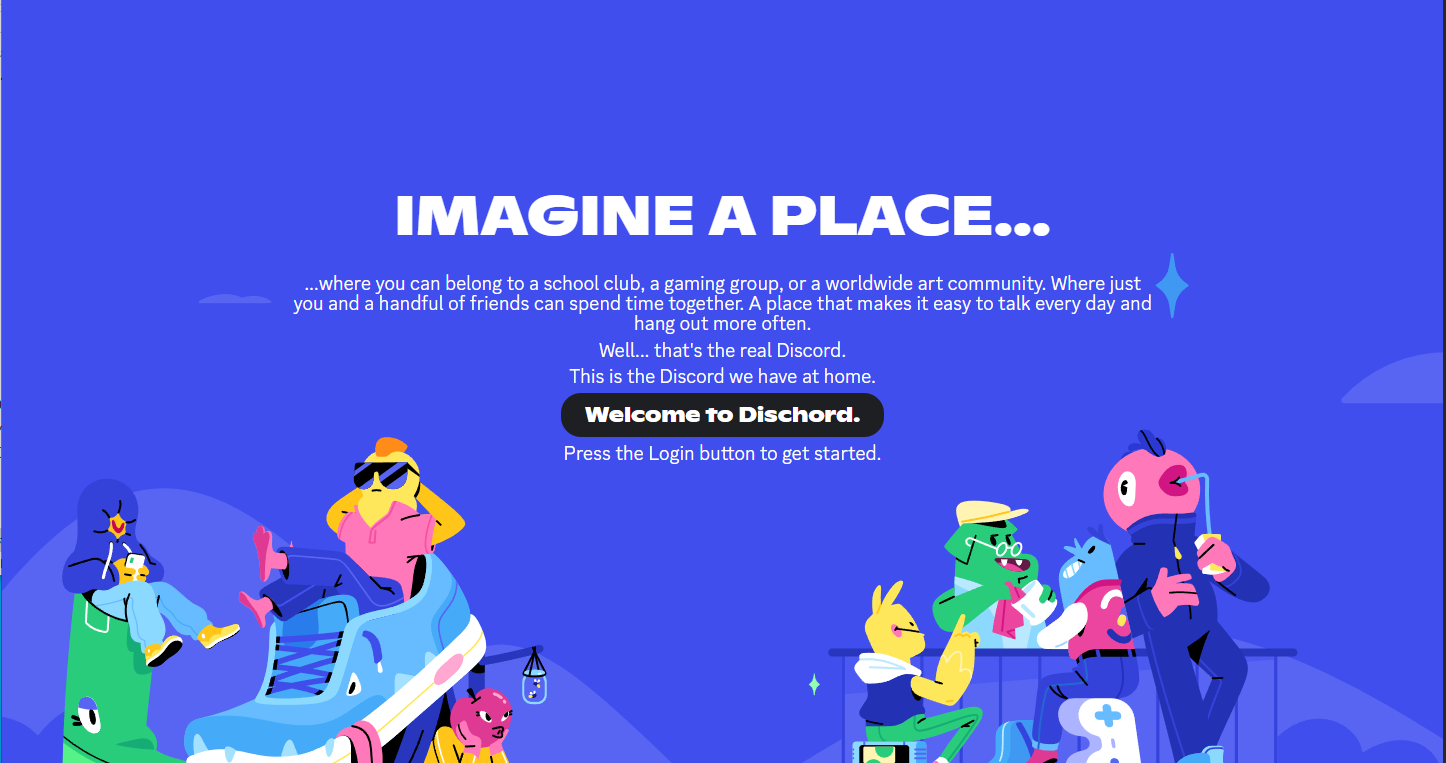 IMAGINE A PLACE...
...where you can belong to a school club, a gaming group, or a worldwide art community. Where just
you and a handful of friends can spend time together. A place that makes it easy to talk every day and
hang out more often.
Well... that's the real Discord.
This is the Discord we have at home.
Welcome to Dischord.
Press the Login button to get started.